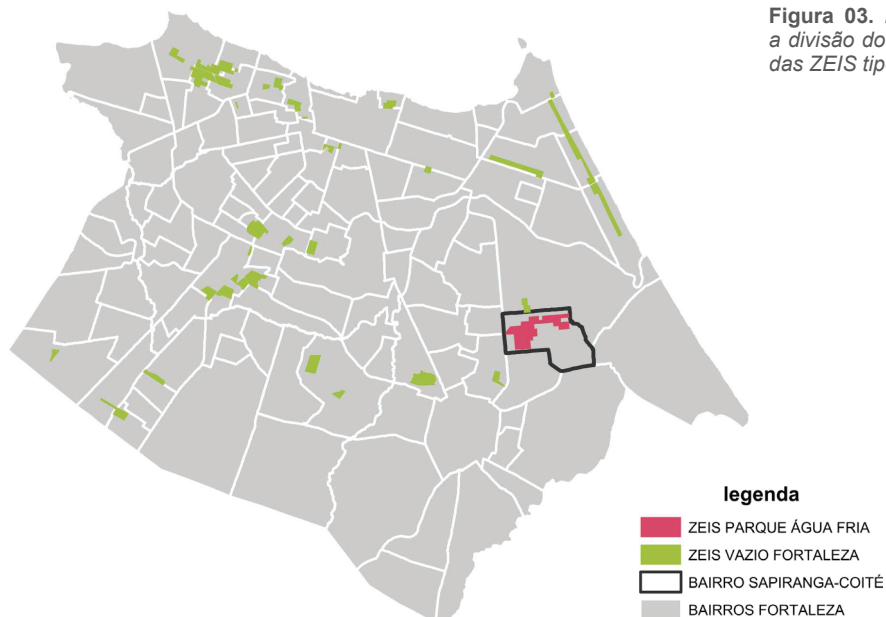 Figura 03.
a divisão do
das ZEIS tip
legenda
ZEIS PARQUE ÁGUA FRIA
ZEIS VAZIO FORTALEZA
BAIRRO SAPIRANGA-COITÉ
BAIRROS FORTALEZA